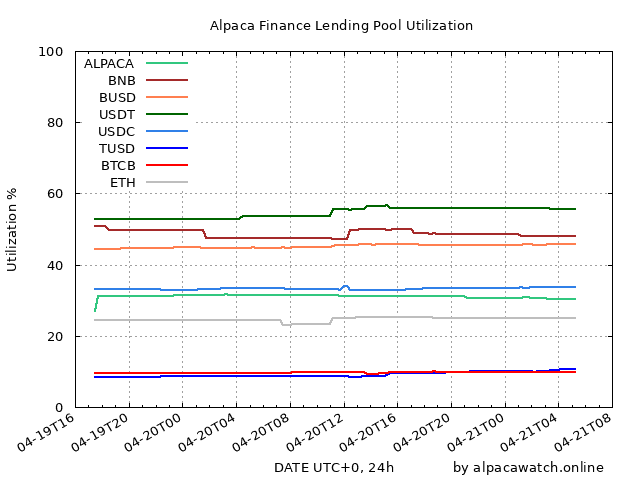 Alpaca Finance Lending Pool Utilization
100
80
60
40
20
0
Utilization %
ALPACA
BNB
BUSD
USDT
USDC
TUSD
BTCB
ETH
04-19T16
04-19T20
04-20T00
04-20T04
04-20T08
04-20T12
04-20T16
04-20T20
04-21T00
04-21T04
04-21T08
DATE UTC+0, 24h
by alpacawatch.online